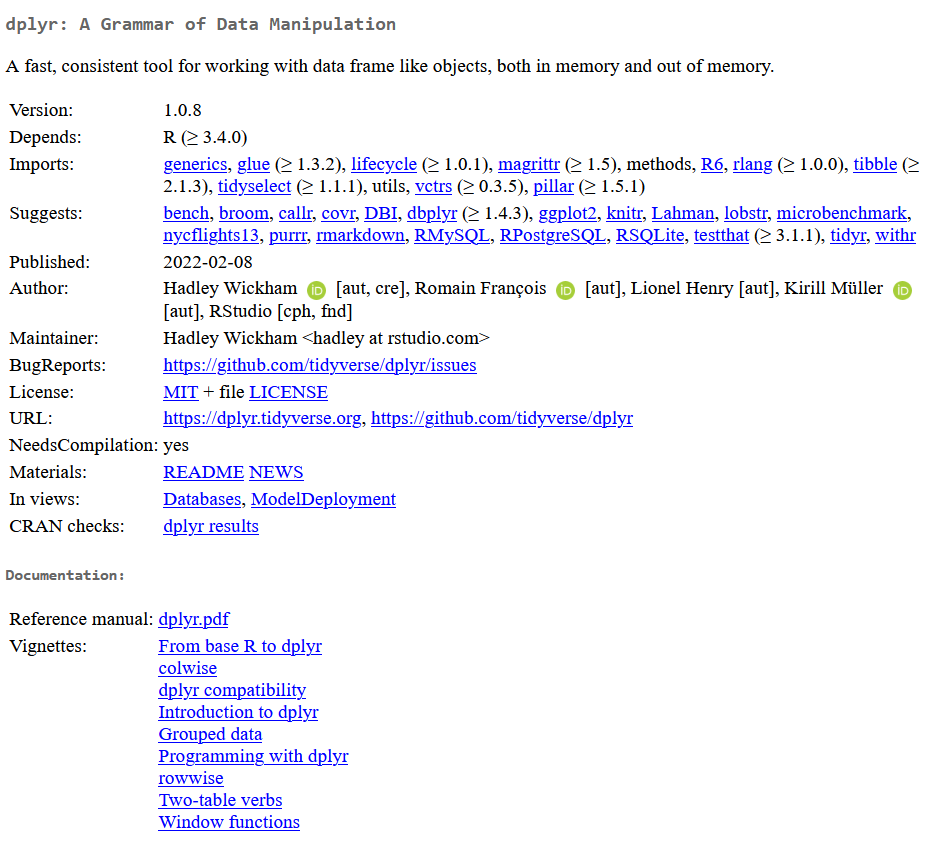 dplyr: A Grammar of Data Manipulation
A fast, consistent tool for working with data frame like objects, both in memory and out of memory.
Version: 1.0.8
Depends: R (≥ 3.4.0)
Imports: generics, glue (≥ 1.3.2), lifecycle (≥ 1.0.1), magrittr (≥ 1.5), methods, R6, rlang (≥ 1.0.0), tibble (≥
2.1.3), tidyselect (≥ 1.1.1), utils, vctrs (≥ 0.3.5), pillar (≥ 1.5.1)
Suggests: bench, broom, callr, covr, DBI, dbplyr (≥ 1.4.3), ggplot2, knitr, Lahman, lobstr, microbenchmark,
nycflights13, purrr, rmarkdown, RMySQL, RPostgreSQL, RSQLite, testthat (≥ 3.1.1), tidyr, withr
Published: 2022-02-08
Author: Hadley Wickham iD [aut, cre], Romain François iD [aut], Lionel Henry [aut], Kirill Müller iD
[aut], RStudio [cph, fnd]
Maintainer: Hadley Wickham <hadley at rstudio.com>
BugReports: https://github.com/tidyverse/dplyr/issues
License: MIT + file LICENSE
URL: https://dplyr.tidyverse.org, https://github.com/tidyverse/dplyr
NeedsCompilation: yes
Materials: README NEWS
In views: Databases, ModelDeployment
CRAN checks: dplyr results
Documentation:
Reference manual: dplyr.pdf
Vignettes: From base R to dplyr
colwise
dplyr compatibility
Introduction to dplyr
Grouped data
Programming with dplyr
rowwise
Two-table verbs
Window functions